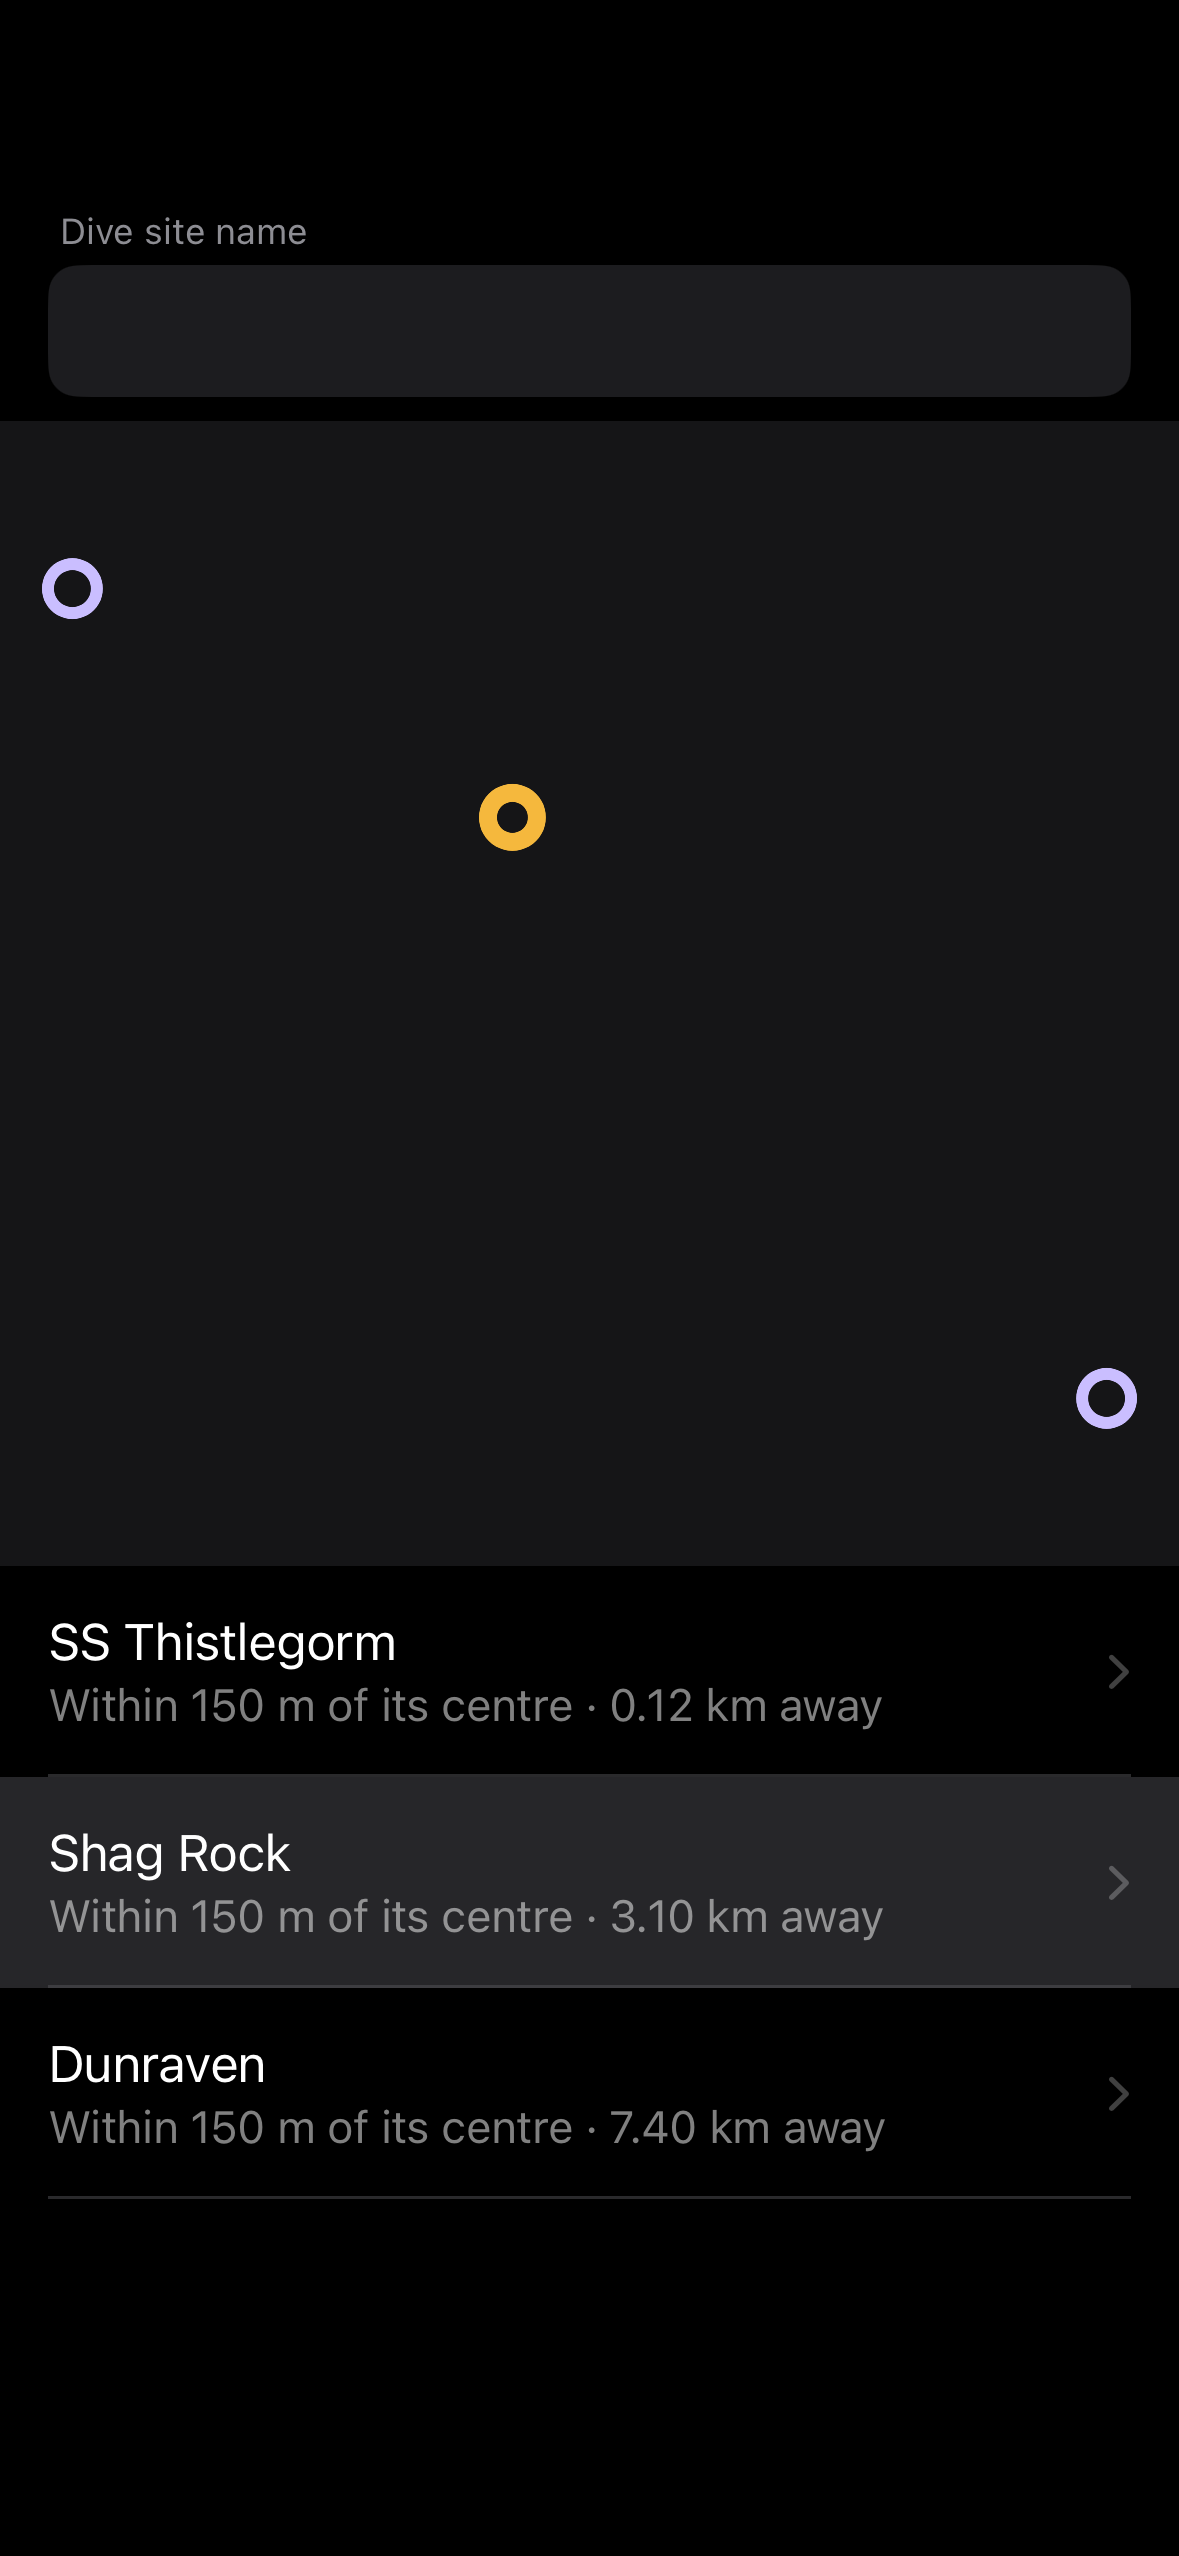 Dive site name
SS Thistlegorm
Within 150 m of its centre · 0.12 km away
Shag Rock
Within 150 m of its centre · 3.10 km away
Dunraven
Within 150 m of its centre · 7.40 km away